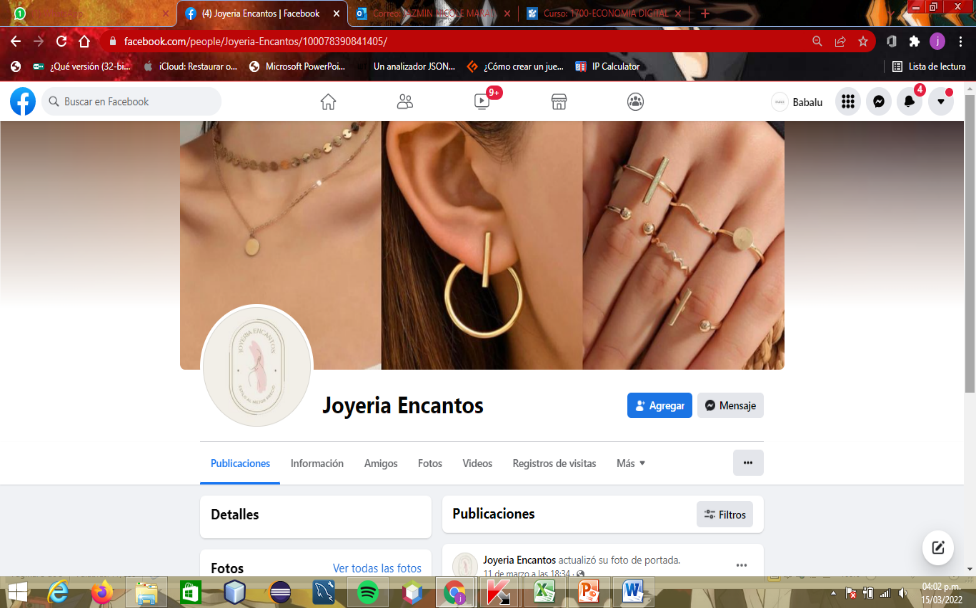 (4) Joyería Encantos | Facebook
Correo: JAZMIN
Curso: 1700-ECONOMIA DIGITAL
facebook.com/people/Joyeria-Encantos/100078390841405/
¿Qué versión (32-bi...
iCloud: Restaurar o...
Microsoft PowerPoi...
Un analizador JSON...
¿Cómo crear un jue...
IP Calculator
Lista de lectura
Buscar en Facebook
9+
Babalu
4
JOYERIA ENCANTOS
Joyeria Encantos
Agregar
Mensaje
Publicaciones
Información
Amigos
Fotos
Videos
Registros de visitas
Más
Detalles
Publicaciones
Filtros
Fotos
Ver todas las fotos
Joyeria Encantos actualizó su foto de portada.
11 de marzo a las 18:34
04:02 p.m.
15/03/2022